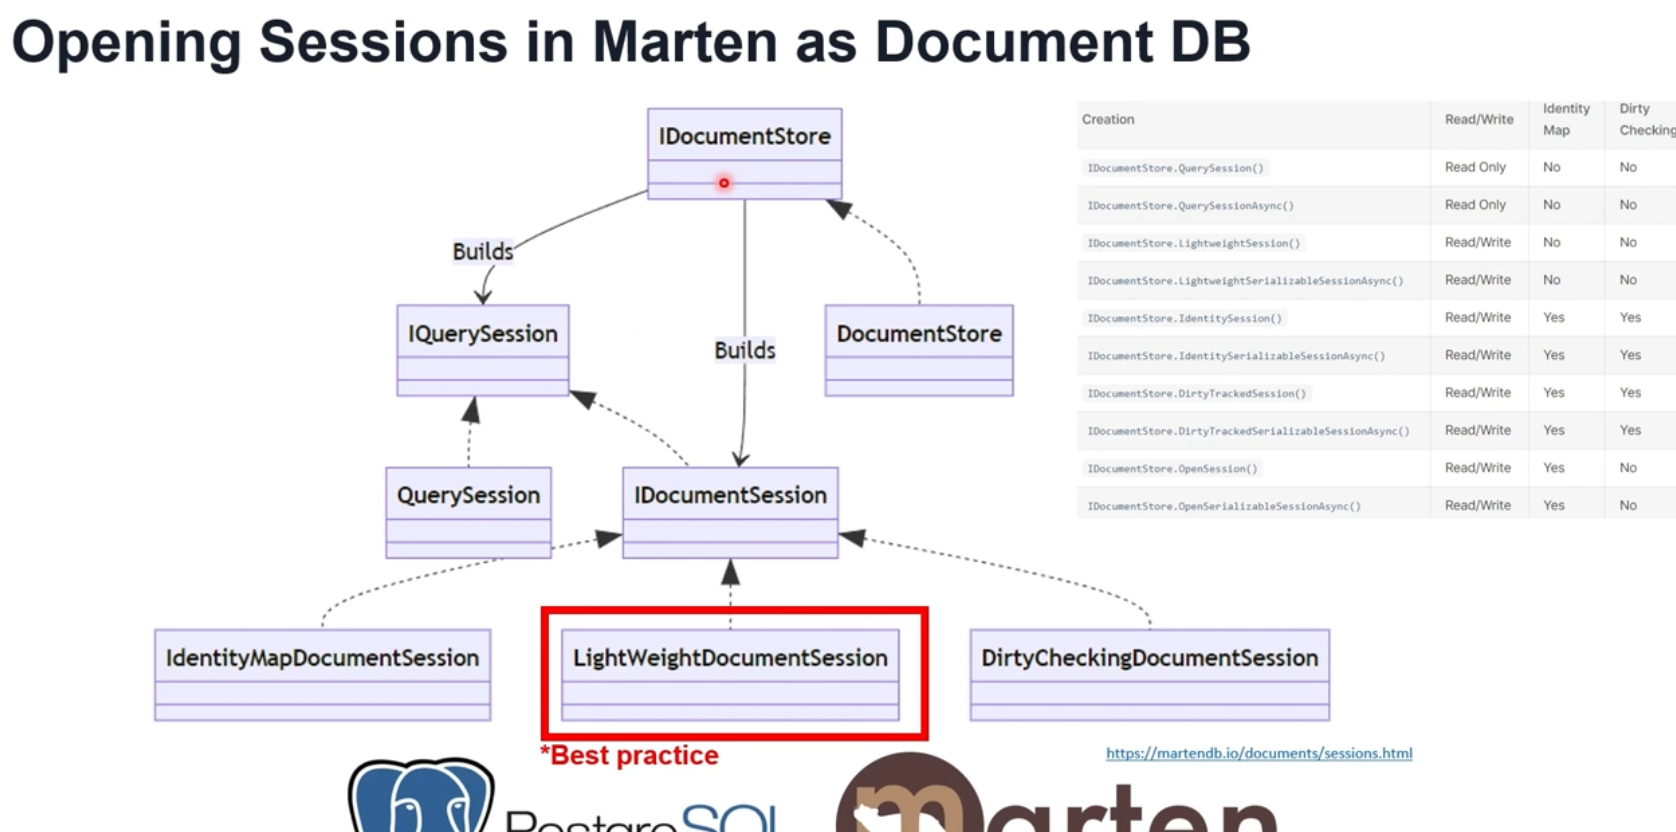 Opening Sessions in Marten as Document DB
IDocumentStore
Builds
IQuerySession
Builds
DocumentStore
QuerySession
IDocumentSession
IdentityMapDocumentSession
LightWeightDocumentSession
DirtyCheckingDocumentSession
*Best practice
Creation Read/Write Identity Map Dirty Checking
IDocumentStore.QuerySession() Read Only No No
IDocumentStore.QuerySessionAsync() Read Only No No
IDocumentStore.LightweightSession() Read/Write No No
IDocumentStore.LightweightSerializableSessionAsync() Read/Write No No
IDocumentStore.IdentitySession() Read/Write Yes Yes
IDocumentStore.IdentitySerializableSessionAsync() Read/Write Yes Yes
IDocumentStore.DirtyTrackedSession() Read/Write Yes Yes
IDocumentStore.DirtyTrackedSerializableSessionAsync() Read/Write Yes Yes
IDocumentStore.OpenSession() Read/Write Yes No
IDocumentStore.OpenSerializableSessionAsync() Read/Write Yes No
https://martendb.io/documents/sessions.html
PostgreSQL
marten